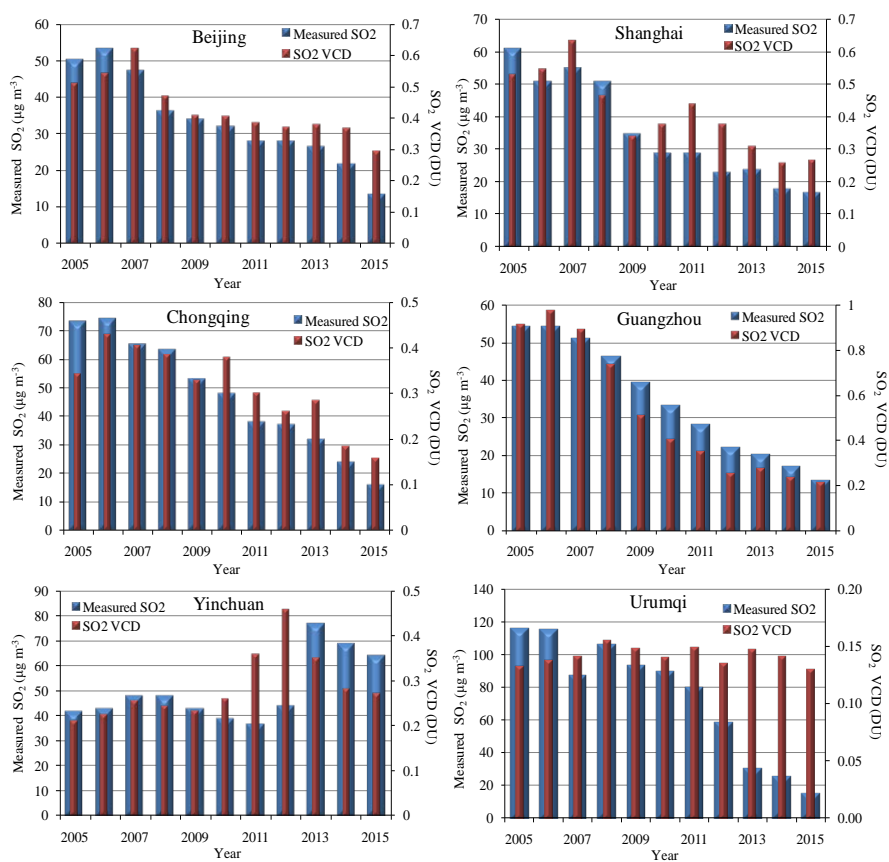 Beijing
Measured SO2
SO2 VCD
60
50
40
30
20
10
0
0.7
0.6
0.5
0.4
0.3
0.2
0.1
0
2005 2007 2009 2011 2013 2015
Year
Measured SO₂ (µg m⁻³)
SO₂ VCD (DU)
Shanghai
Measured SO2
SO2 VCD
70
60
50
40
30
20
10
0
0.7
0.6
0.5
0.4
0.3
0.2
0.1
0
2005 2007 2009 2011 2013 2015
Year
Measured SO₂ (µg m⁻³)
SO₂ VCD (DU)
Chongqing
Measured SO2
SO2 VCD
80
70
60
50
40
30
20
10
0
0.5
0.4
0.3
0.2
0.1
0
2005 2007 2009 2011 2013 2015
Year
Measured SO₂ (µg m⁻³)
SO₂ VCD (DU)
Guangzhou
Measured SO2
SO2 VCD
60
50
40
30
20
10
0
1
0.8
0.6
0.4
0.2
0
2005 2007 2009 2011 2013 2015
Year
Measured SO₂ (µg m⁻³)
SO₂ VCD (DU)
Yinchuan
Measured SO2
SO2 VCD
90
80
70
60
50
40
30
20
10
0
0.5
0.4
0.3
0.2
0.1
0
2005 2007 2009 2011 2013 2015
Year
Measured SO₂ (µg m⁻³)
SO₂ VCD (DU)
Urumqi
Measured SO2
SO2 VCD
140
120
100
80
60
40
20
0
0.20
0.15
0.10
0.05
0.00
2005 2007 2009 2011 2013 2015
Year
Measured SO₂ (µg m⁻³)
SO₂ VCD (DU)